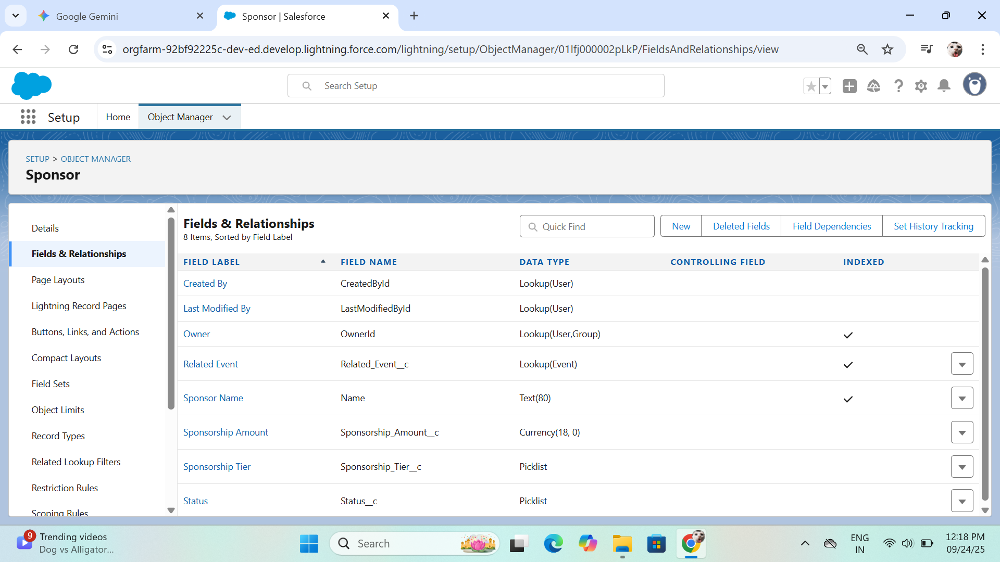 Google Gemini
Sponsor | Salesforce
orgfarm-92bf92225c-dev-ed.develop.lightning.force.com/lightning/setup/ObjectManager/01Ifj000002pLkP/FieldsAndRelationships/view
Search Setup
Setup
Home
Object Manager
SETUP > OBJECT MANAGER
Sponsor
Details
Fields & Relationships
Page Layouts
Lightning Record Pages
Buttons, Links, and Actions
Compact Layouts
Field Sets
Object Limits
Record Types
Related Lookup Filters
Restriction Rules
Scoping Rules
Fields & Relationships
8 Items, Sorted by Field Label
Quick Find
New
Deleted Fields
Field Dependencies
Set History Tracking
FIELD LABEL FIELD NAME DATA TYPE CONTROLLING FIELD INDEXED
Created By CreatedById Lookup(User)
Last Modified By LastModifiedById Lookup(User)
Owner OwnerId Lookup(User,Group)
Related Event Related_Event__c Lookup(Event)
Sponsor Name Name Text(80)
Sponsorship Amount Sponsorship_Amount__c Currency(18, 0)
Sponsorship Tier Sponsorship_Tier__c Picklist
Status Status__c Picklist
9
Trending videos
Dog vs Alligator...
Search
ENG
IN
12:18 PM
09/24/25